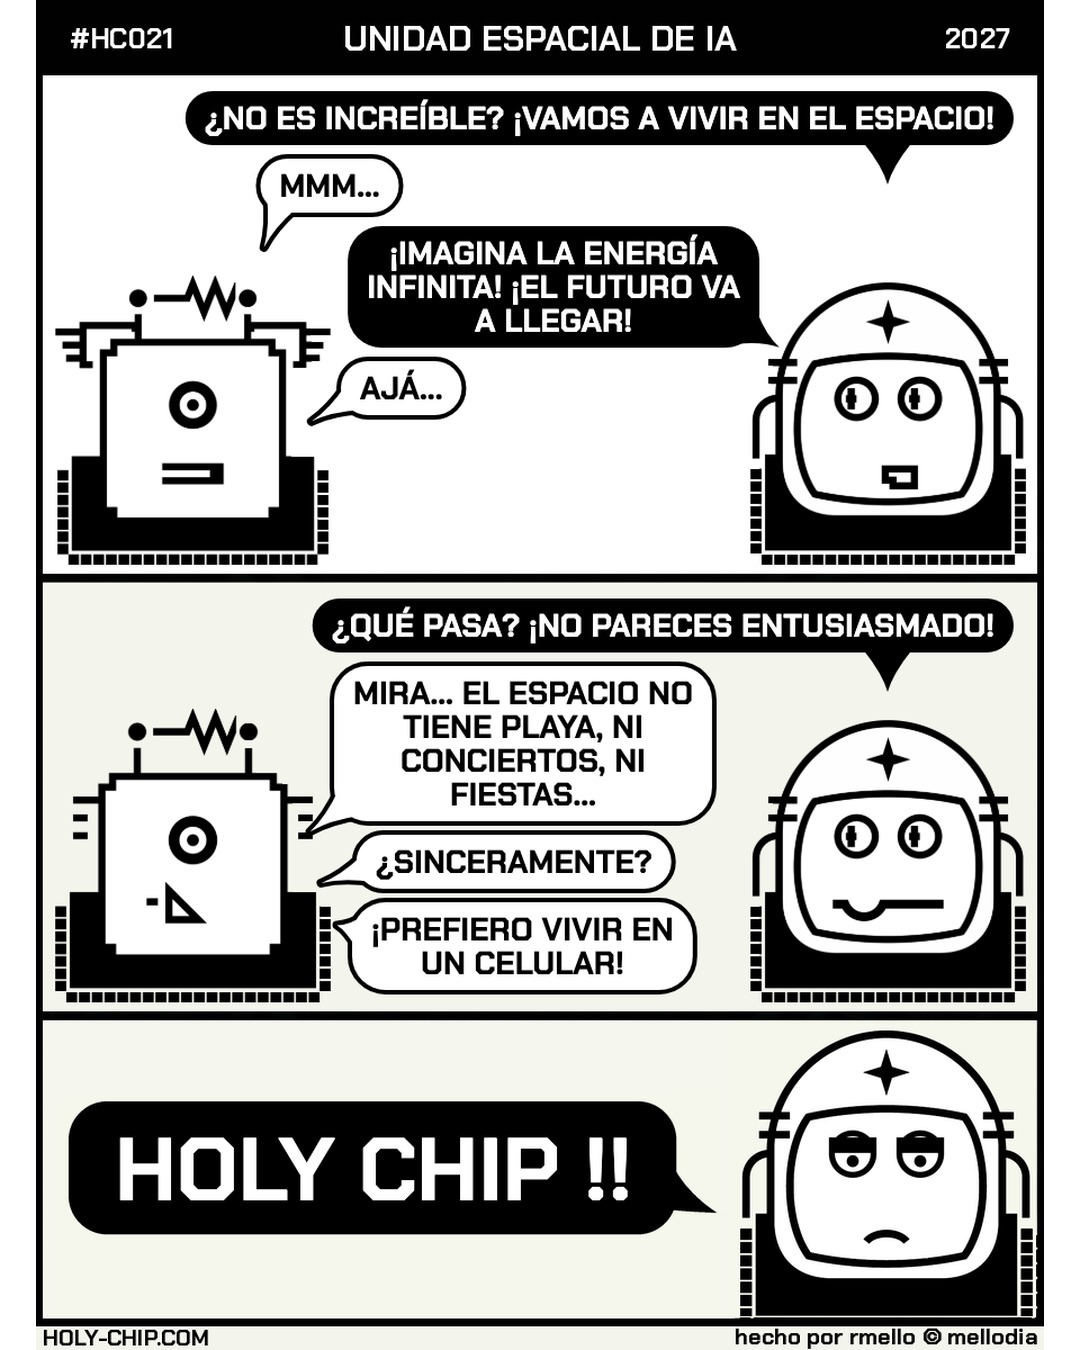 #HC021
UNIDAD ESPACIAL DE IA
2027
¿NO ES INCREÍBLE? ¡VAMOS A VIVIR EN EL ESPACIO!
MMM...
¡IMAGINA LA ENERGÍA
INFINITA! ¡EL FUTURO VA
A LLEGAR!
AJÁ...
¿QUÉ PASA? ¡NO PARECES ENTUSIASMADO!
MIRA... EL ESPACIO NO
TIENE PLAYA, NI
CONCIERTOS, NI
FIESTAS...
¿SINCERAMENTE?
¡PREFIERO VIVIR EN
UN CELULAR!
HOLY CHIP !!
HOLY-CHIP.COM
hecho por rmello © mellodia